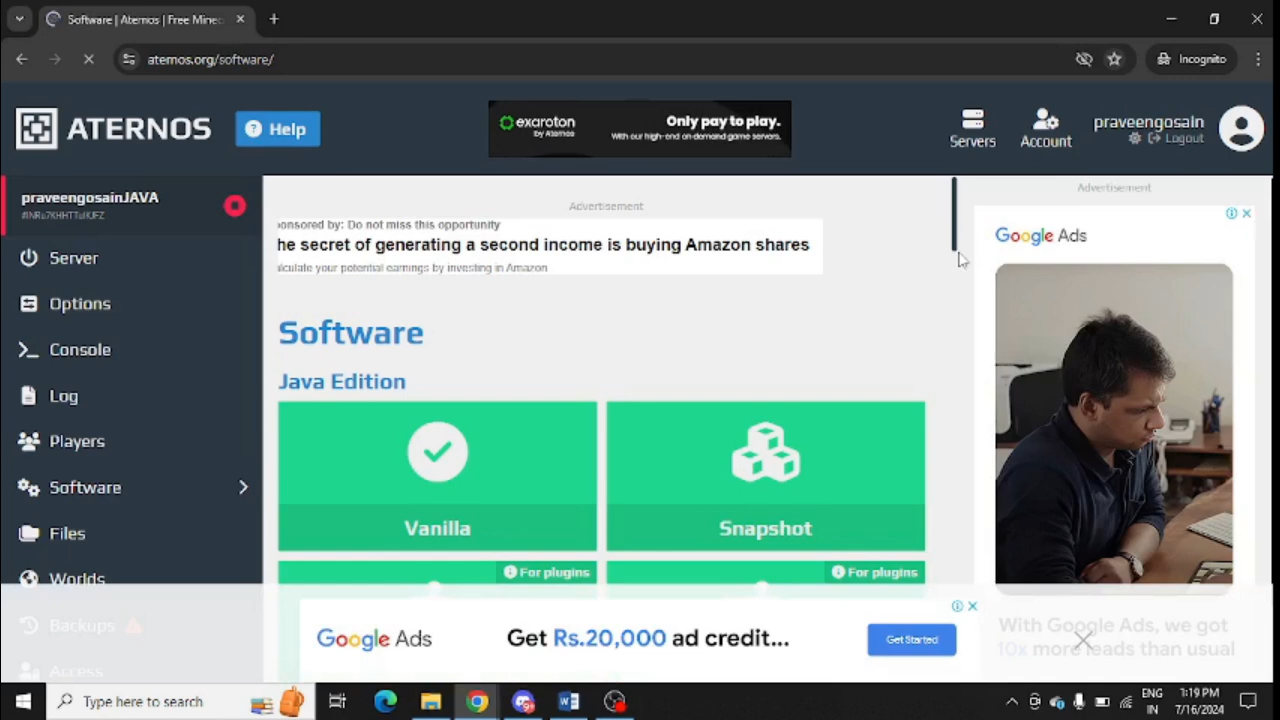 Software | Aternos | Free Minec
aternos.org/software/
Incognito
ATERNOS
Help
exaroton
by Aternos
Only pay to play.
With our high-end on-demand game servers.
Servers
Account
praveengosain
Logout
praveengosainJAVA
Server
Options
Console
Log
Players
Software
Files
Worlds
Backups
Access
Advertisement
onsored by: Do not miss this opportunity
he secret of generating a second income is buying Amazon shares
lculate your potential earnings by investing in Amazon
Software
Java Edition
Vanilla
Snapshot
For plugins
For plugins
Advertisement
Google Ads
With Google Ads, we got
10x more leads than usual
Google Ads
Get Rs.20,000 ad credit...
Get Started
Type here to search
ENG
IN
1:19 PM
7/16/2024